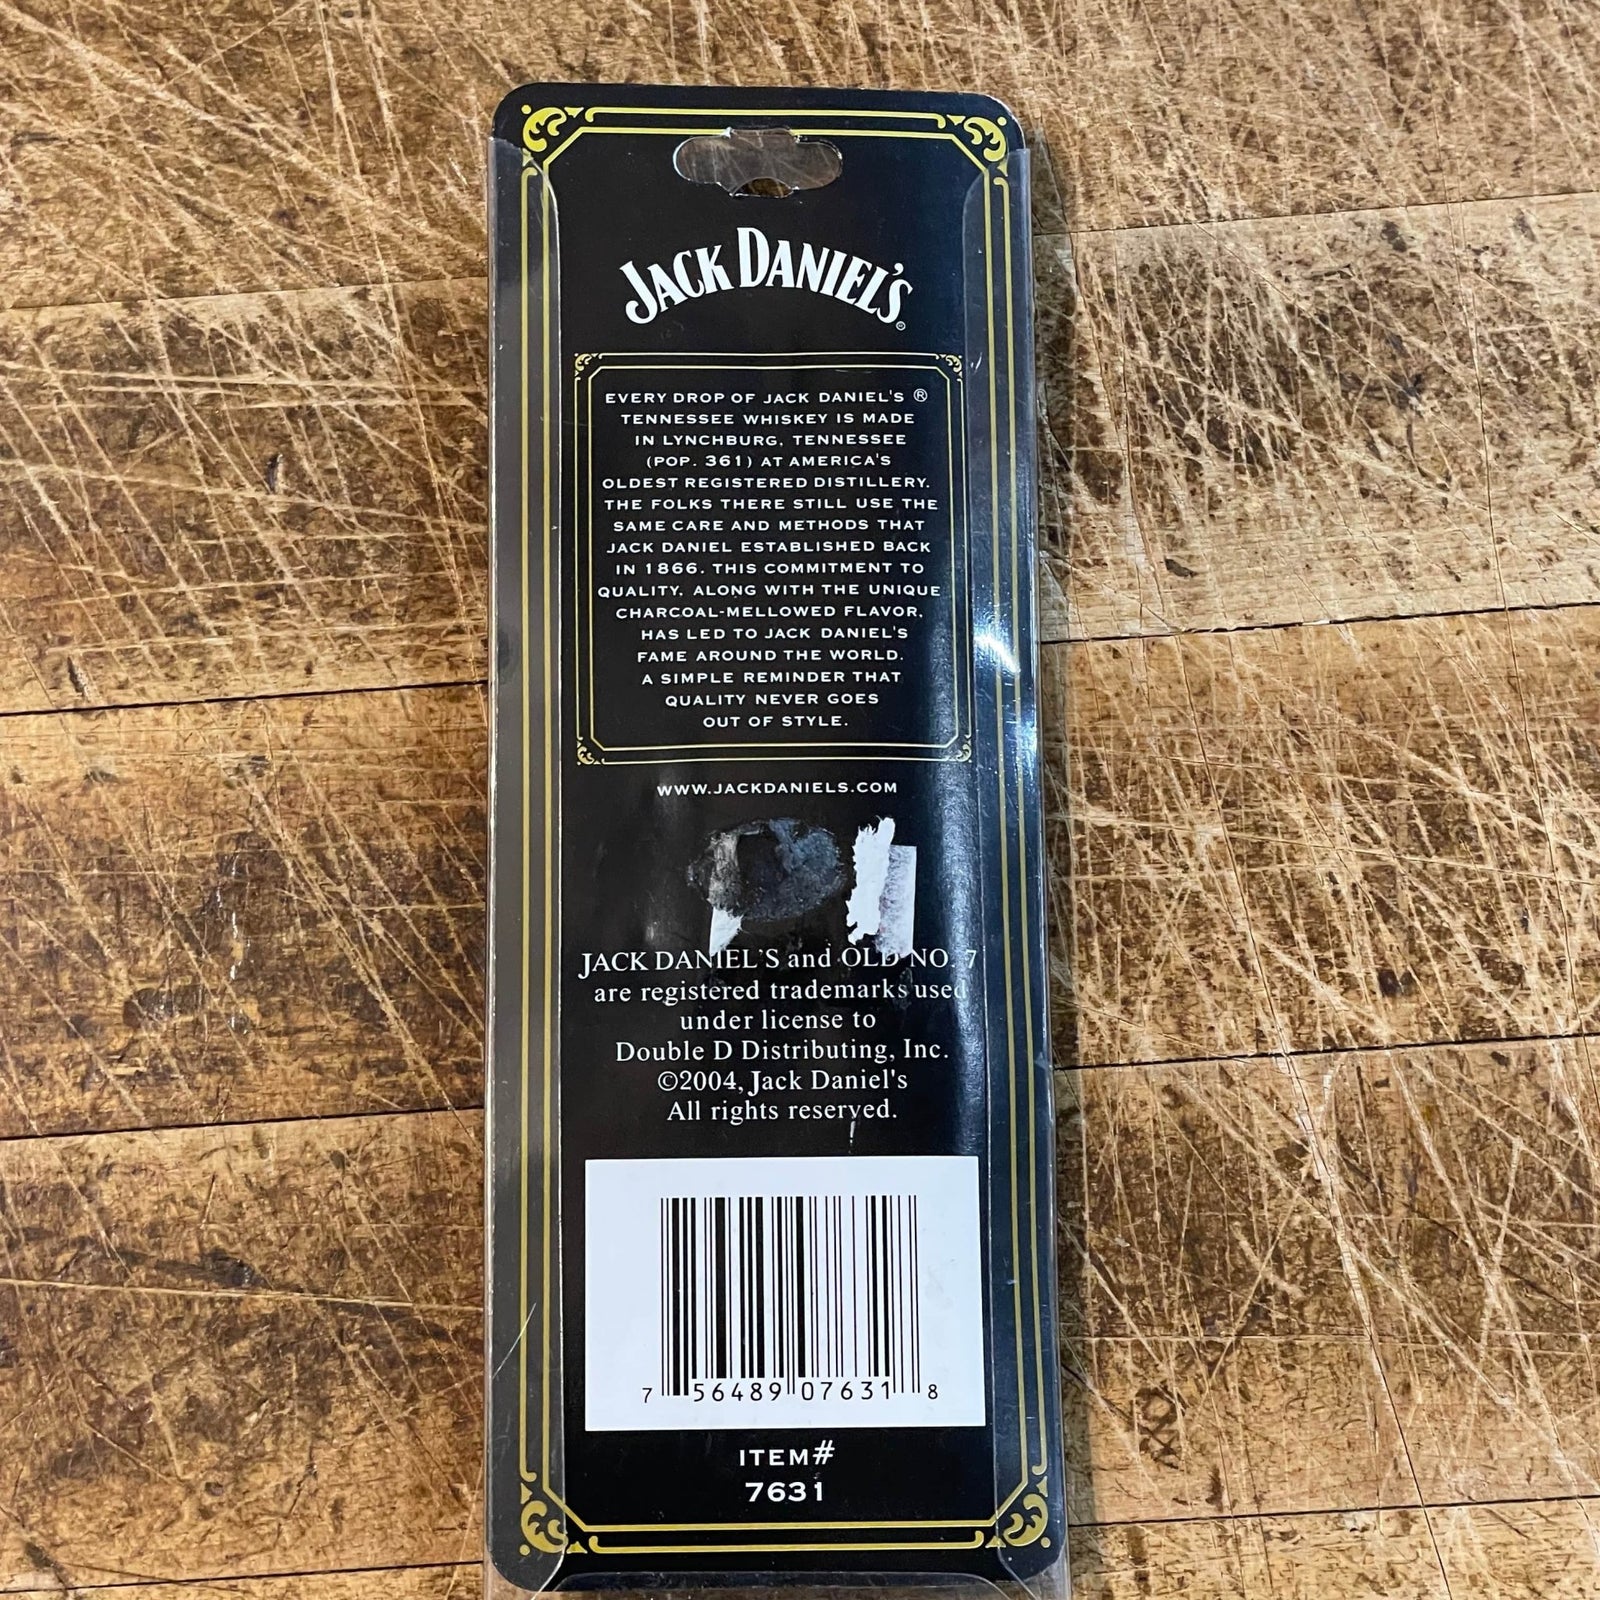 JACK DANIEL'S®
EVERY DROP OF JACK DANIEL'S ®
TENNESSEE WHISKEY IS MADE
IN LYNCHBURG, TENNESSEE
(POP. 361) AT AMERICA'S
OLDEST REGISTERED DISTILLERY.
THE FOLKS THERE STILL USE THE
SAME CARE AND METHODS THAT
JACK DANIEL ESTABLISHED BACK
IN 1866. THIS COMMITMENT TO
QUALITY, ALONG WITH THE UNIQUE
CHARCOAL-MELLOWED FLAVOR,
HAS LED TO JACK DANIEL'S
FAME AROUND THE WORLD.
A SIMPLE REMINDER THAT
QUALITY NEVER GOES
OUT OF STYLE.
WWW.JACKDANIELS.COM
JACK DANIEL'S and OLD NO. 7
are registered trademarks used
under license to
Double D Distributing, Inc.
©2004, Jack Daniel's
All rights reserved.
7 56489 07631 8
ITEM#
7631